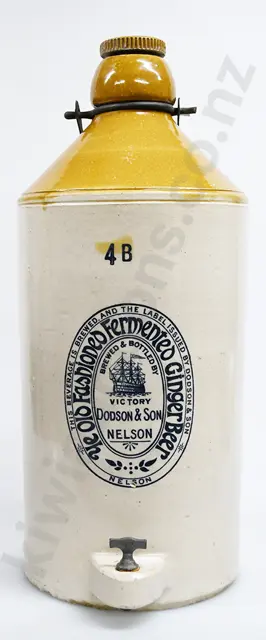 4B
THIS BEVERAGE IS BREWED AND THE LABEL ISSUED BY DODSON & SON
Ye Old Fashioned Fermented Ginger Beer
BREWED & BOTTLED BY
VICTORY
DODSON & SON
NELSON
NELSON